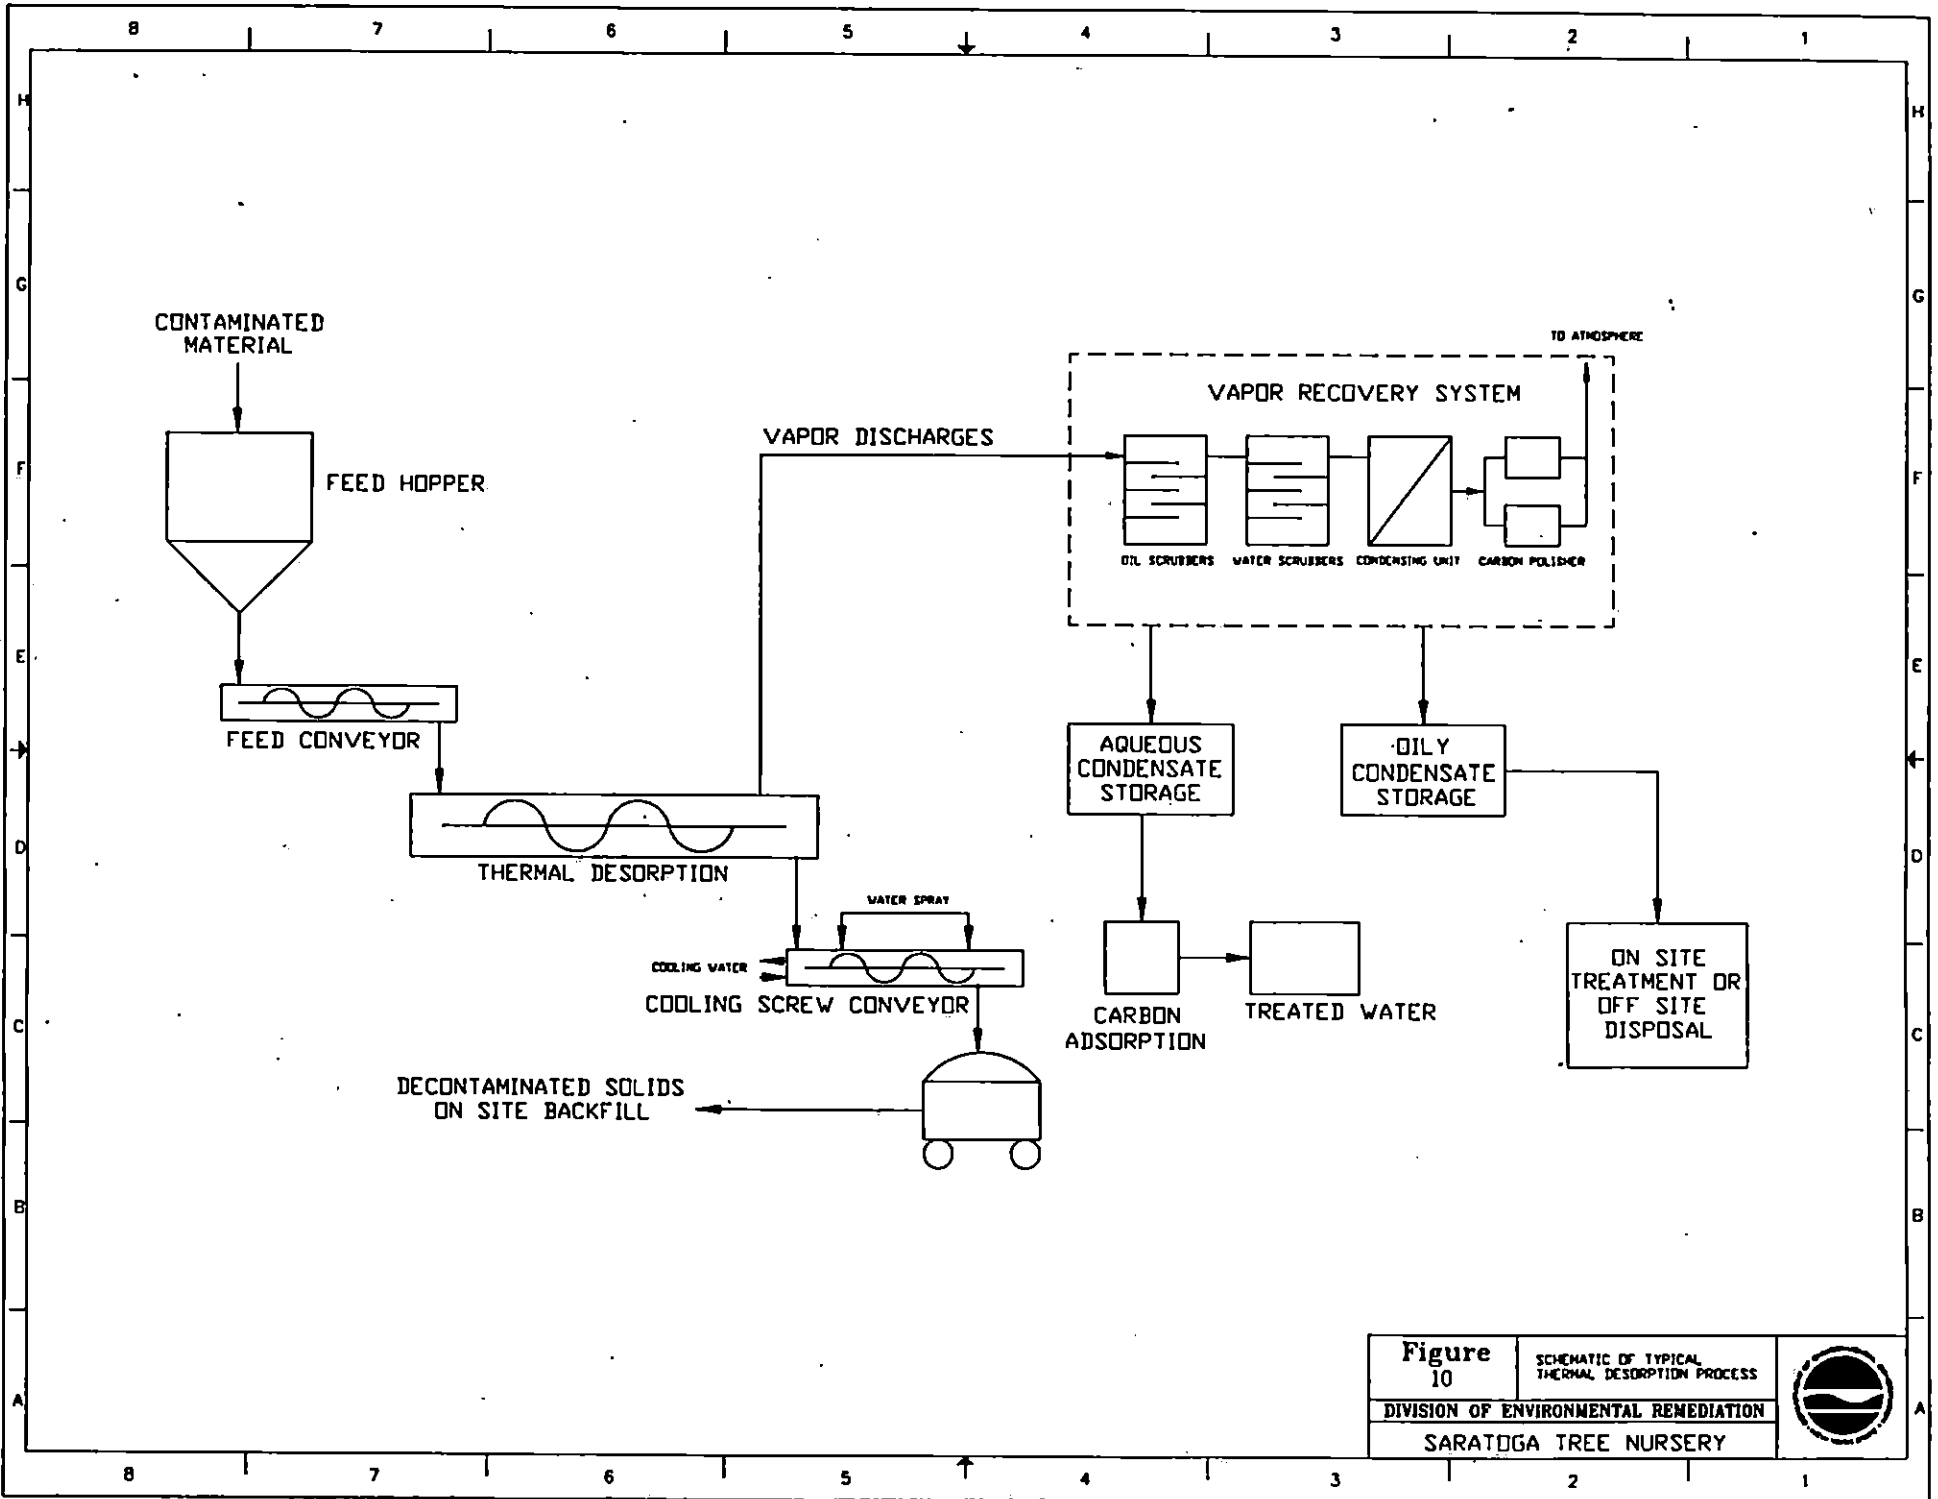 8 7 6 5 4 3 2 1
H H
G G
F F
E E
D D
C C
B B
A A
CONTAMINATED
MATERIAL
FEED HOPPER
FEED CONVEYOR
THERMAL DESORPTION
VAPOR DISCHARGES
TO ATMOSPHERE
VAPOR RECOVERY SYSTEM
OIL SCRUBBERS
WATER SCRUBBERS
CONDENSING UNIT
CARBON POLISHER
AQUEOUS
CONDENSATE
STORAGE
OILY
CONDENSATE
STORAGE
WATER SPRAY
COOLING WATER
COOLING SCREW CONVEYOR
CARBON
ADSORPTION
TREATED WATER
ON SITE
TREATMENT OR
OFF SITE
DISPOSAL
DECONTAMINATED SOLIDS
ON SITE BACKFILL
Figure
10
SCHEMATIC OF TYPICAL
THERMAL DESORPTION PROCESS
DIVISION OF ENVIRONMENTAL REMEDIATION
SARATOGA TREE NURSERY
8 7 6 5 4 3 2 1